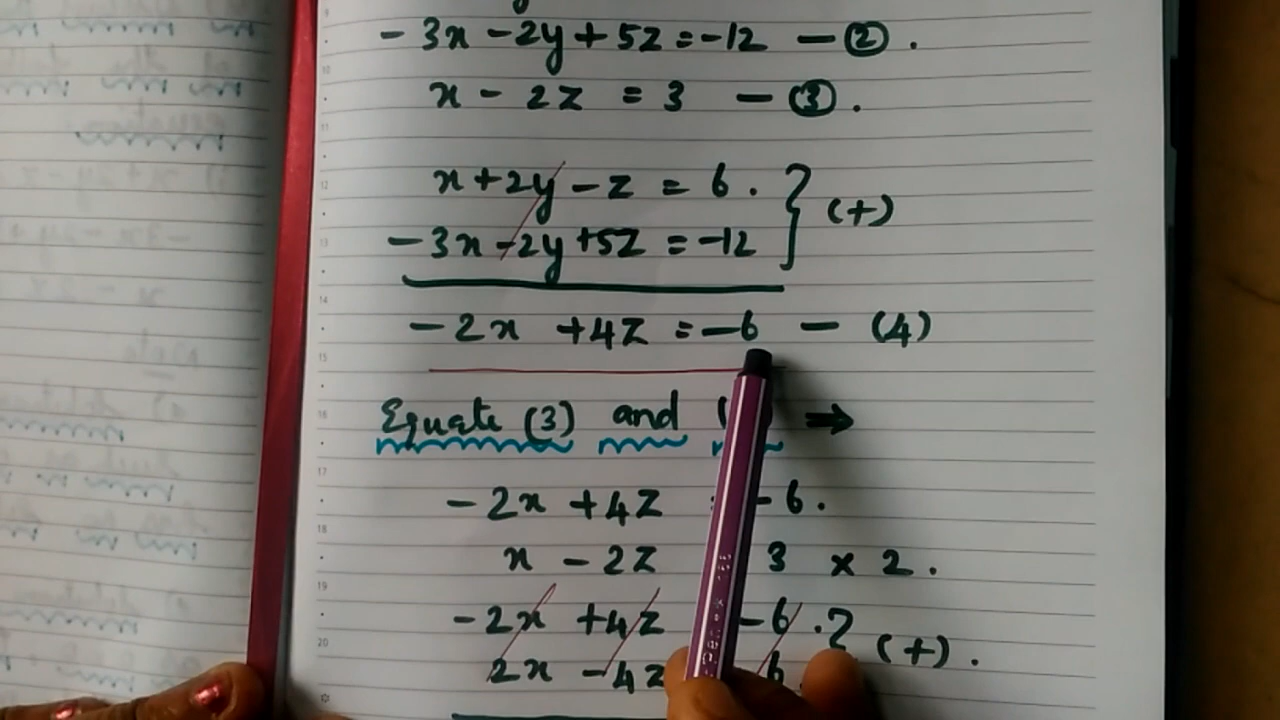 - 3x - 2y + 5z = -12 — ②.
x - 2z = 3 — ③.
x + 2y - z = 6. } (+)
- 3x - 2y + 5z = -12
- 2x + 4z = -6 — (4)
Equate (3) and ( ) ➔
- 2x + 4z - 6.
x - 2z 3 x 2.
- 2x + 4z - 6. } (+).
2x - 4z 6